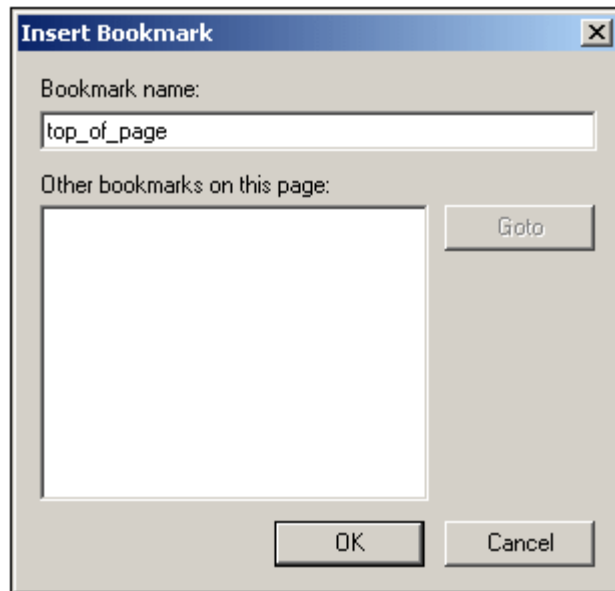 Insert Bookmark
Bookmark name:
top_of_page
Other bookmarks on this page:
Goto
OK
Cancel